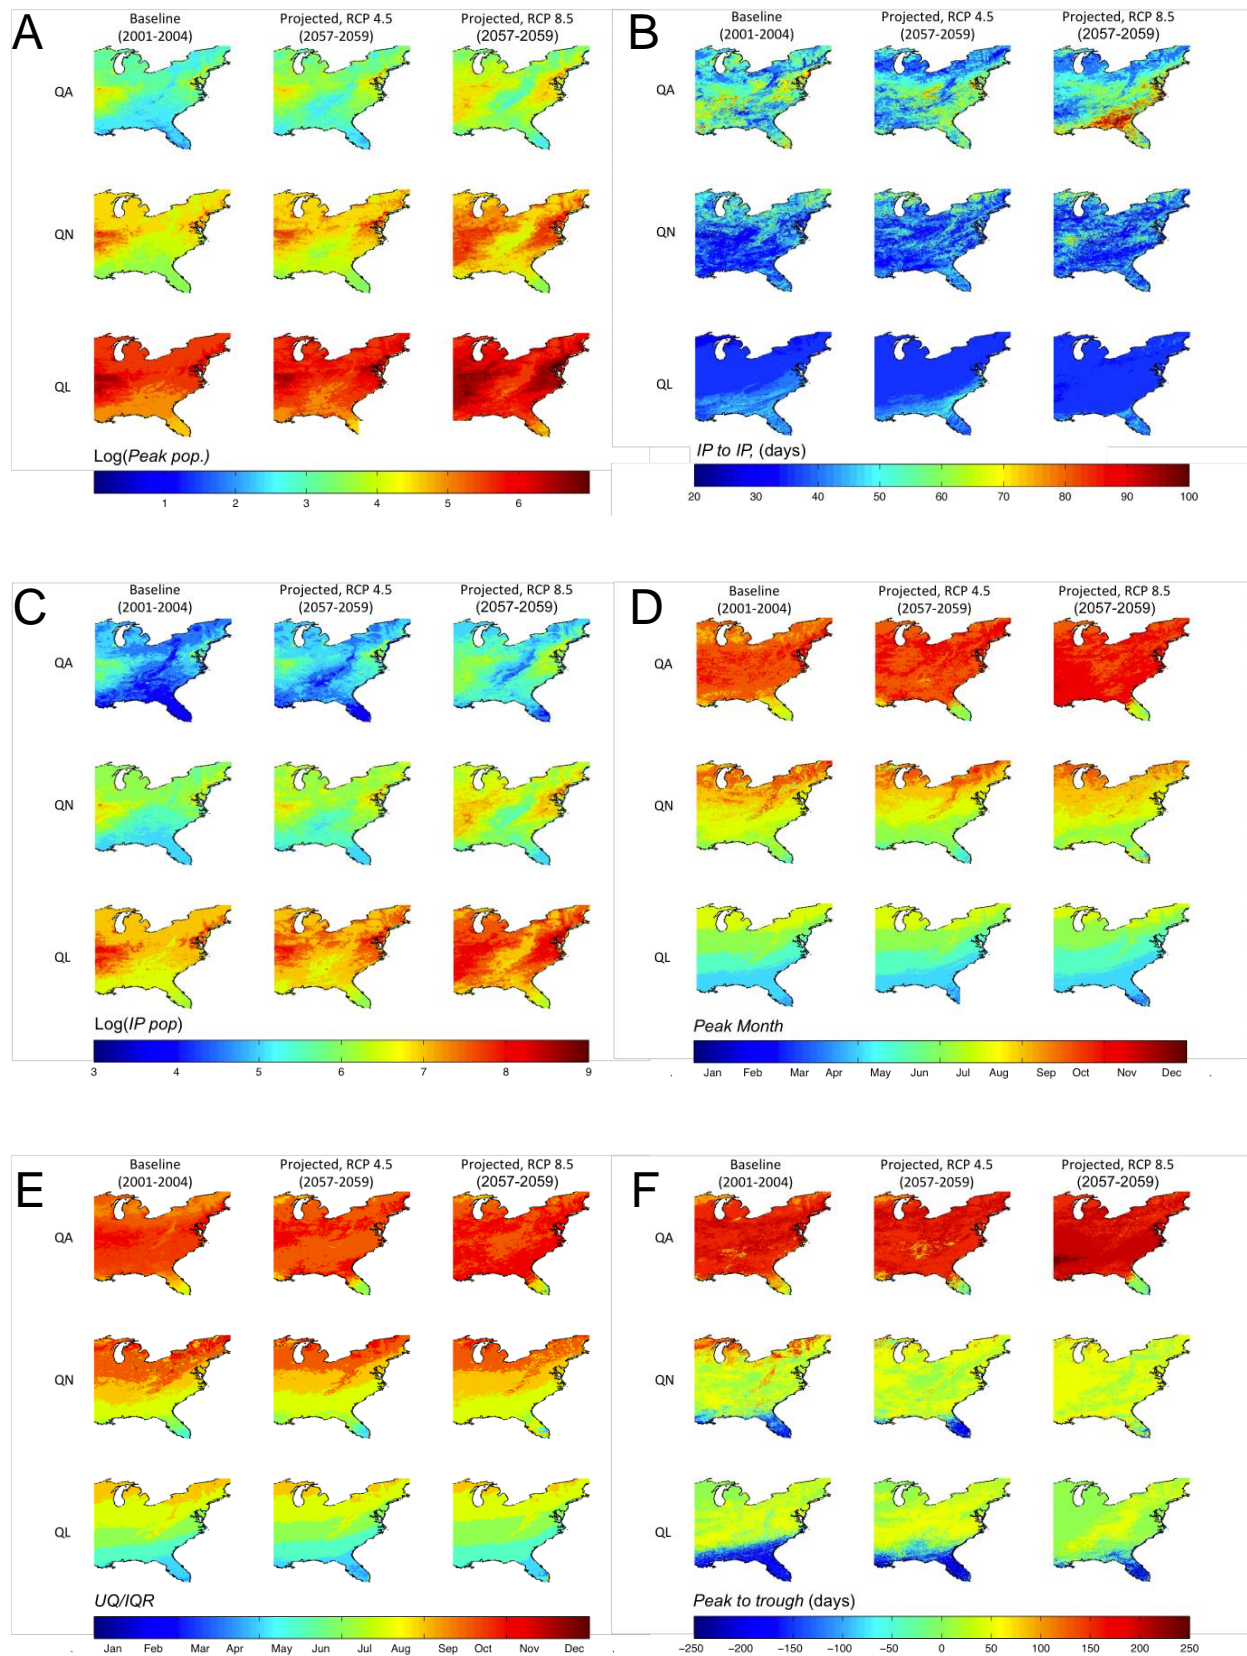 A
Baseline
(2001-2004)
Projected, RCP 4.5
(2057-2059)
Projected, RCP 8.5
(2057-2059)
QA
QN
QL
Log(Peak pop.)
1 2 3 4 5 6
B
Baseline
(2001-2004)
Projected, RCP 4.5
(2057-2059)
Projected, RCP 8.5
(2057-2059)
QA
QN
QL
IP to IP, (days)
20 30 40 50 60 70 80 90 100
C
Baseline
(2001-2004)
Projected, RCP 4.5
(2057-2059)
Projected, RCP 8.5
(2057-2059)
QA
QN
QL
Log(IP pop)
3 4 5 6 7 8 9
D
Baseline
(2001-2004)
Projected, RCP 4.5
(2057-2059)
Projected, RCP 8.5
(2057-2059)
QA
QN
QL
Peak Month
Jan Feb Mar Apr May Jun Jul Aug Sep Oct Nov Dec
E
Baseline
(2001-2004)
Projected, RCP 4.5
(2057-2059)
Projected, RCP 8.5
(2057-2059)
QA
QN
QL
UQ/IQR
Jan Feb Mar Apr May Jun Jul Aug Sep Oct Nov Dec
F
Baseline
(2001-2004)
Projected, RCP 4.5
(2057-2059)
Projected, RCP 8.5
(2057-2059)
QA
QN
QL
Peak to trough (days)
−250 −200 −150 −100 −50 0 50 100 150 200 250